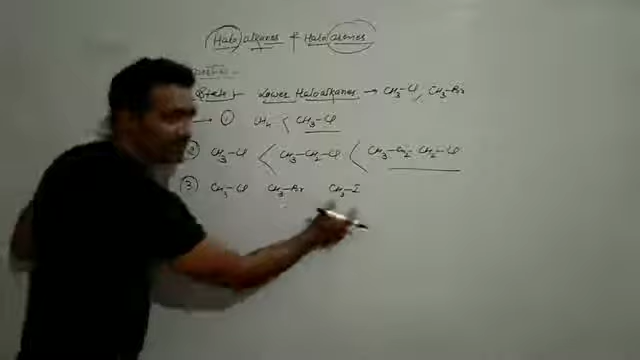 Haloalkanes & Haloarenes
State Lower Haloalkanes → CH3-Cl, CH3-Br
→ ① CH4 < CH3-Cl
② CH3-Cl < CH3-CH2-Cl < CH3-CH2-CH2-Cl
③ CH3-Cl CH3-Br CH3-I